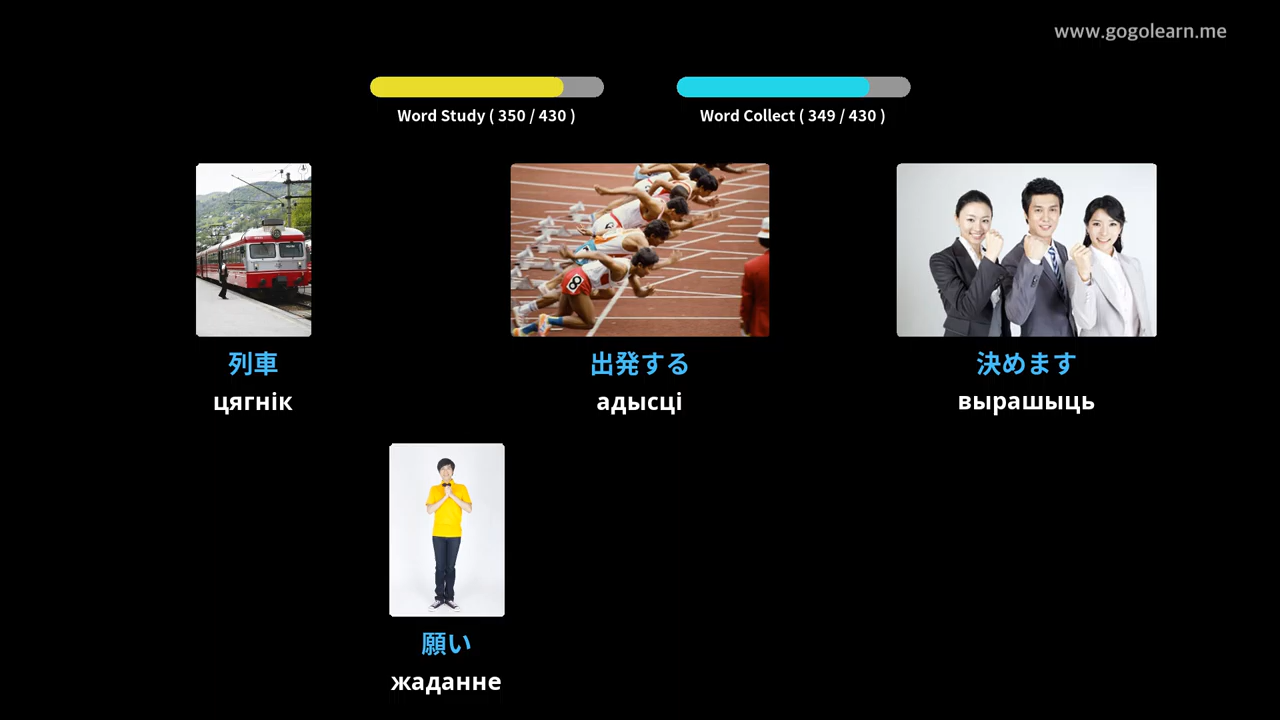 www.gogolearn.me
Word Study ( 350 / 430 )
Word Collect ( 349 / 430 )
列車
出発する
決めます
цягнік
адысці
вырашыць
願い
жаданне